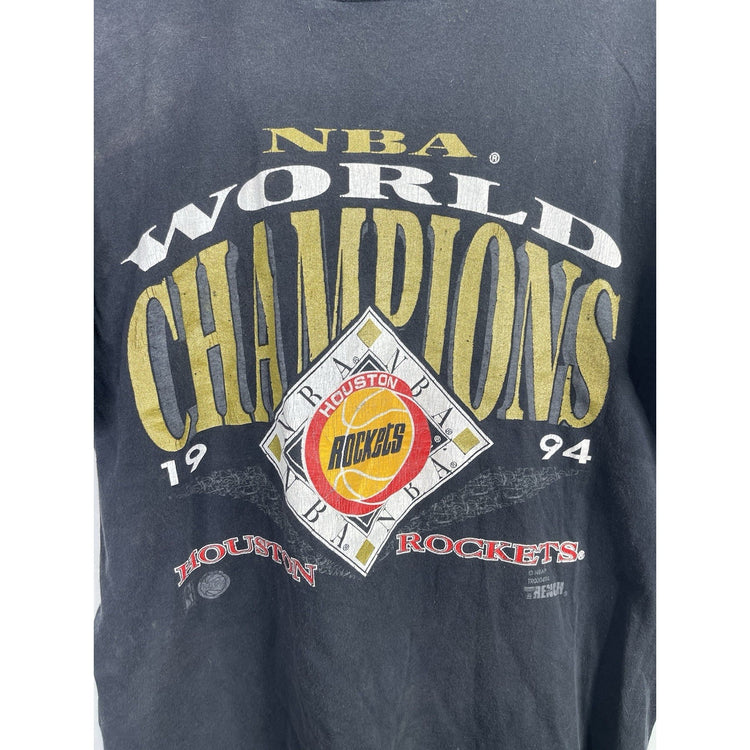 NBA®
WORLD
CHAMPIONS
NBA® NBA®
HOUSTON
ROCKETS®
NBA® NBA®
19 94
HOUSTON ROCKETS®